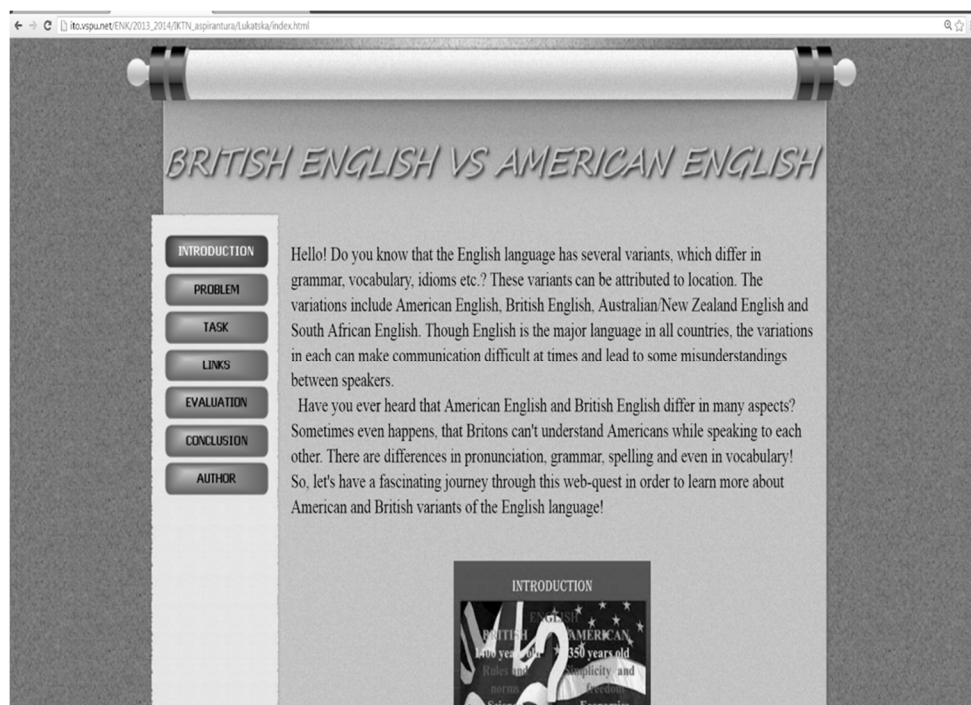 ito.vspu.net/ENK/2013_2014/IKTN_aspirantura/Lukatska/index.html
BRITISH ENGLISH VS AMERICAN ENGLISH
INTRODUCTION
PROBLEM
TASK
LINKS
EVALUATION
CONCLUSION
AUTHOR
Hello! Do you know that the English language has several variants, which differ in
grammar, vocabulary, idioms etc.? These variants can be attributed to location. The
variations include American English, British English, Australian/New Zealand English and
South African English. Though English is the major language in all countries, the variations
in each can make communication difficult at times and lead to some misunderstandings
between speakers.
Have you ever heard that American English and British English differ in many aspects?
Sometimes even happens, that Britons can't understand Americans while speaking to each
other. There are differences in pronunciation, grammar, spelling and even in vocabulary!
So, let's have a fascinating journey through this web-quest in order to learn more about
American and British variants of the English language!
INTRODUCTION
ENGLISH
BRITISH AMERICAN
1400 years old 350 years old
Rules and Simplicity and
norms freedom